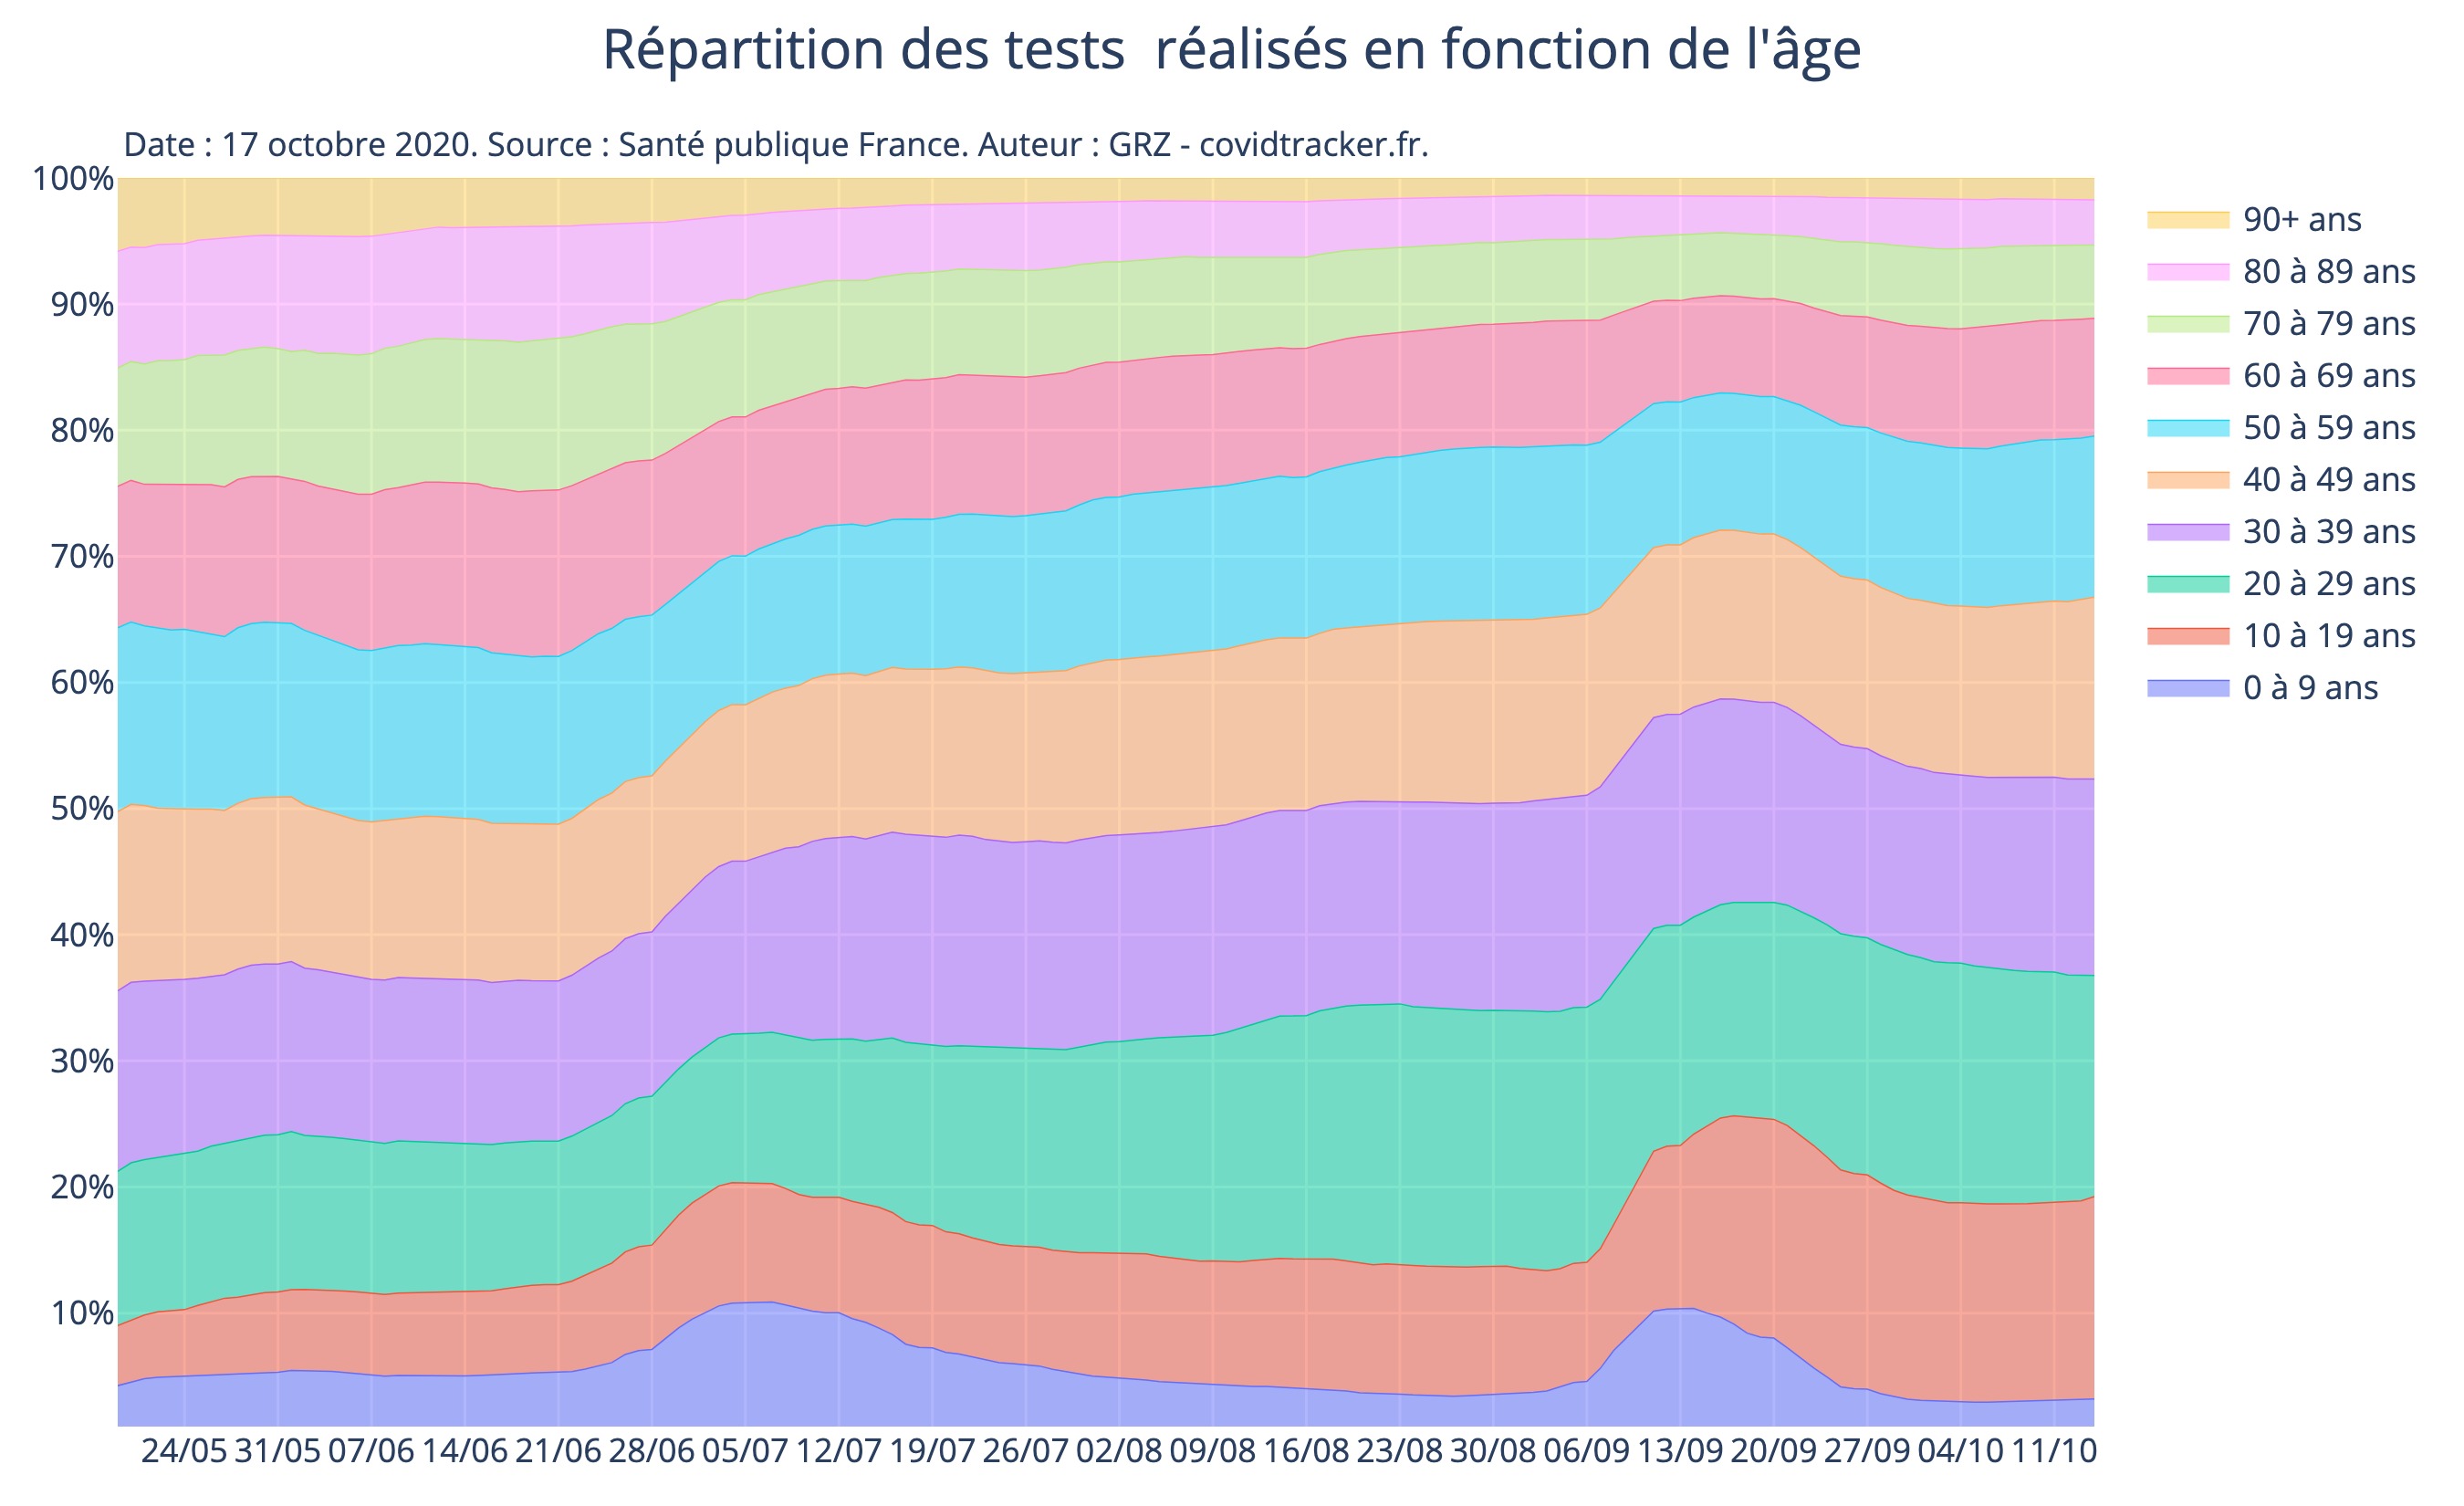 Répartition des tests  réalisés en fonction de l'âge
Date : 17 octobre 2020. Source : Santé publique France. Auteur : GRZ - covidtracker.fr.
100%
90%
80%
70%
60%
50%
40%
30%
20%
10%
24/05 31/05 07/06 14/06 21/06 28/06 05/07 12/07 19/07 26/07 02/08 09/08 16/08 23/08 30/08 06/09 13/09 20/09 27/09 04/10 11/10
90+ ans
80 à 89 ans
70 à 79 ans
60 à 69 ans
50 à 59 ans
40 à 49 ans
30 à 39 ans
20 à 29 ans
10 à 19 ans
0 à 9 ans